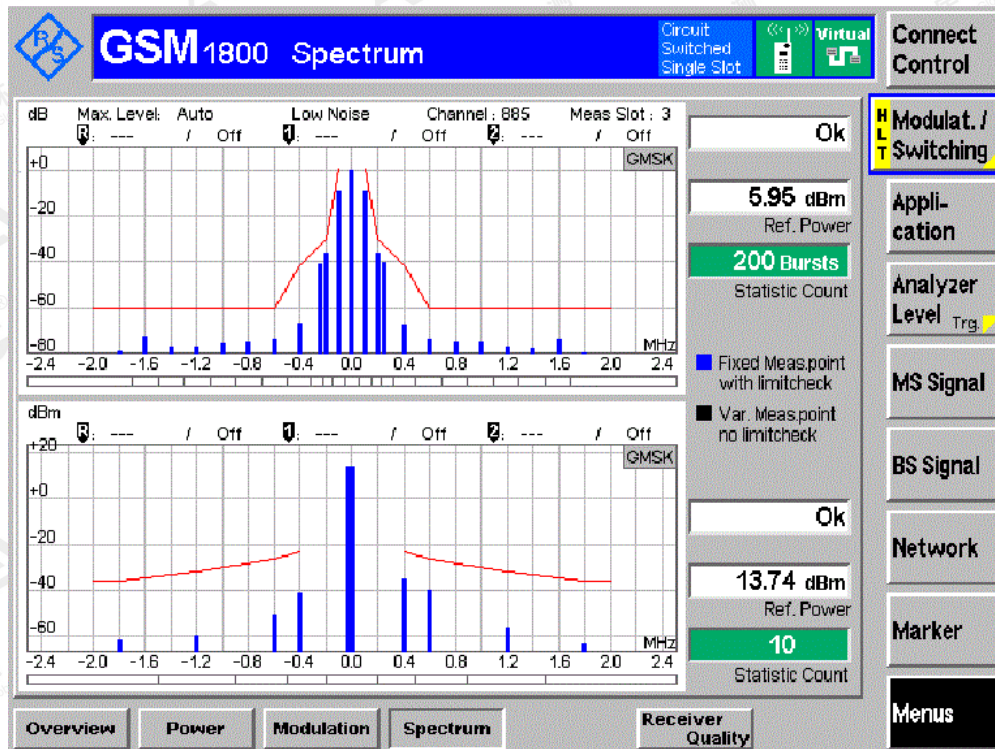 R S
GSM 1800 Spectrum
Circuit
Switched
Single Slot
Virtual
Connect
Control
dB Max. Level: Auto Low Noise Channel : 885 Meas Slot : 3
R : --- / Off 1 : --- / Off 2 : --- / Off
GMSK
+0
-20
-40
-60
-80
MHz
-2.4 -2.0 -1.6 -1.2 -0.8 -0.4 0.0 0.4 0.8 1.2 1.6 2.0 2.4
Ok
5.95 dBm
Ref. Power
200 Bursts
Statistic Count
Fixed Meas.point
with limitcheck
Var. Meas.point
no limitcheck
dBm
R : --- / Off 1 : --- / Off 2 : --- / Off
GMSK
+20
+0
-20
-40
-60
MHz
-2.4 -2.0 -1.6 -0.8 -0.4 0.0 0.4 0.8 1.2 1.6 2.0 2.4
Ok
13.74 dBm
Ref. Power
10
Statistic Count
HLT
Modulat. /
Switching
Appli-
cation
Analyzer
Level Trg.
MS Signal
BS Signal
Network
Marker
Menus
Overview
Power
Modulation
Spectrum
Receiver
Quality